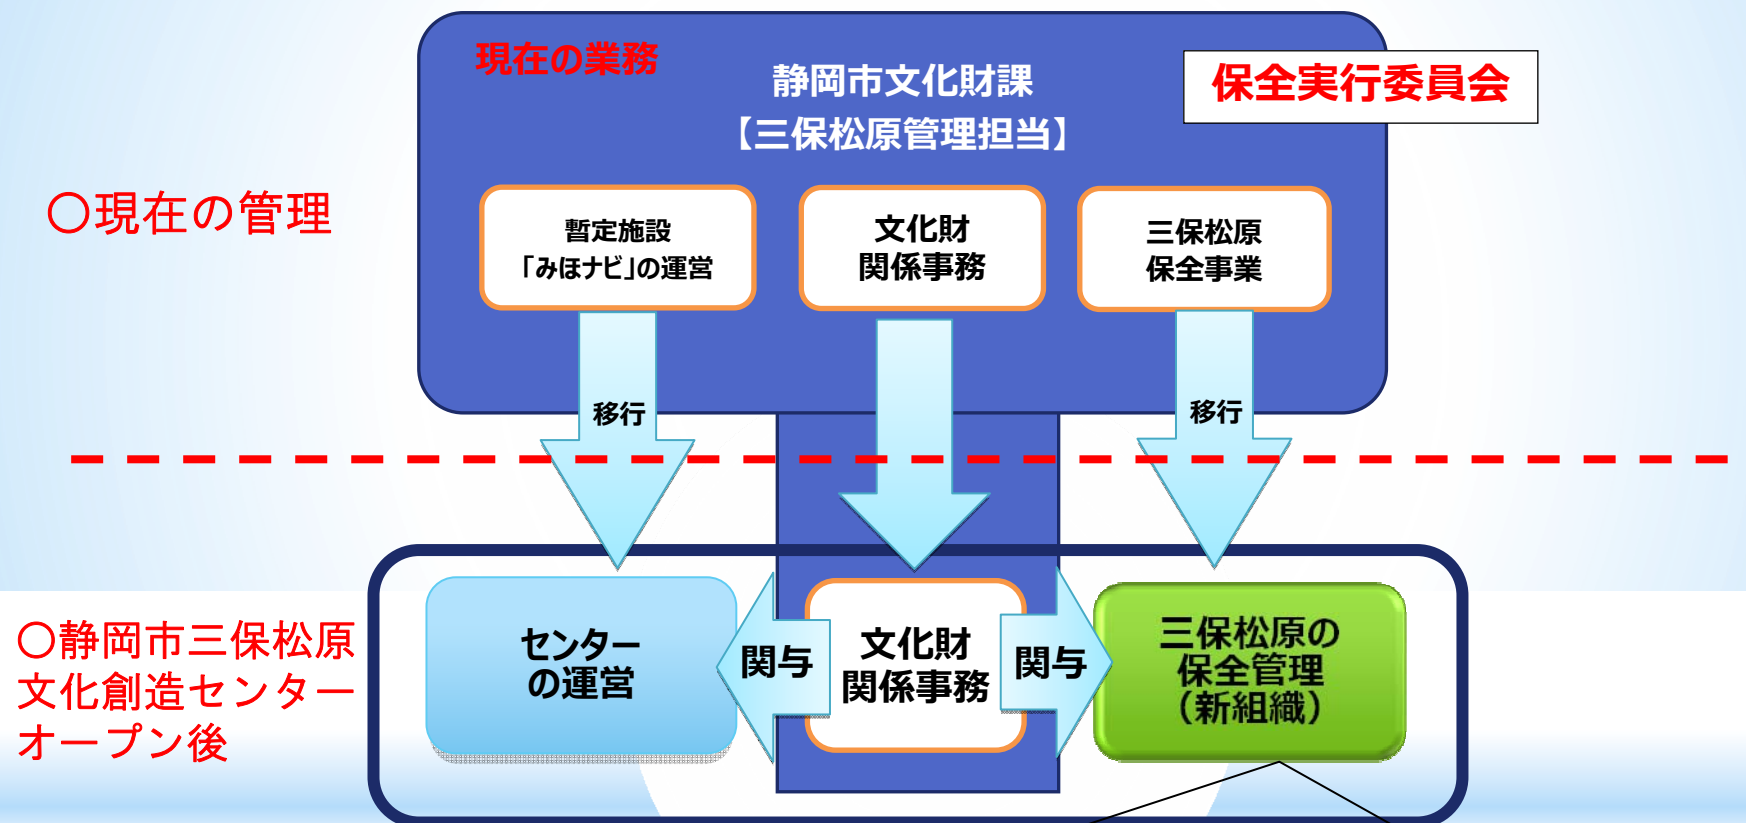 現在の業務
静岡市文化財課
【三保松原管理担当】
保全実行委員会
〇現在の管理
暫定施設
「みほナビ」の運営
文化財
関係事務
三保松原
保全事業
移行
移行
〇静岡市三保松原
文化創造センター
オープン後
センター
の運営
関与
文化財
関係事務
関与
三保松原の
保全管理
（新組織）